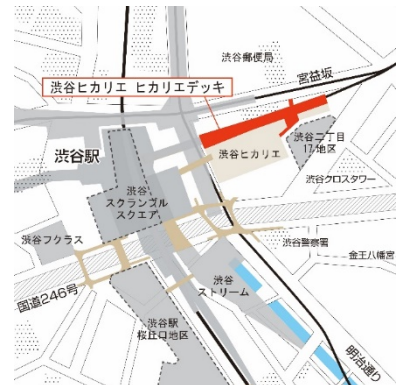 渋谷郵便局
宮益坂
渋谷ヒカリエ ヒカリエデッキ
渋谷二丁目
17地区
渋谷駅
渋谷ヒカリエ
渋谷クロスタワー
渋谷
スクランブル
スクエア
渋谷フクラス
渋谷警察署
金王八幡宮
国道246号
渋谷
ストリーム
渋谷駅
桜丘口地区
明治通り